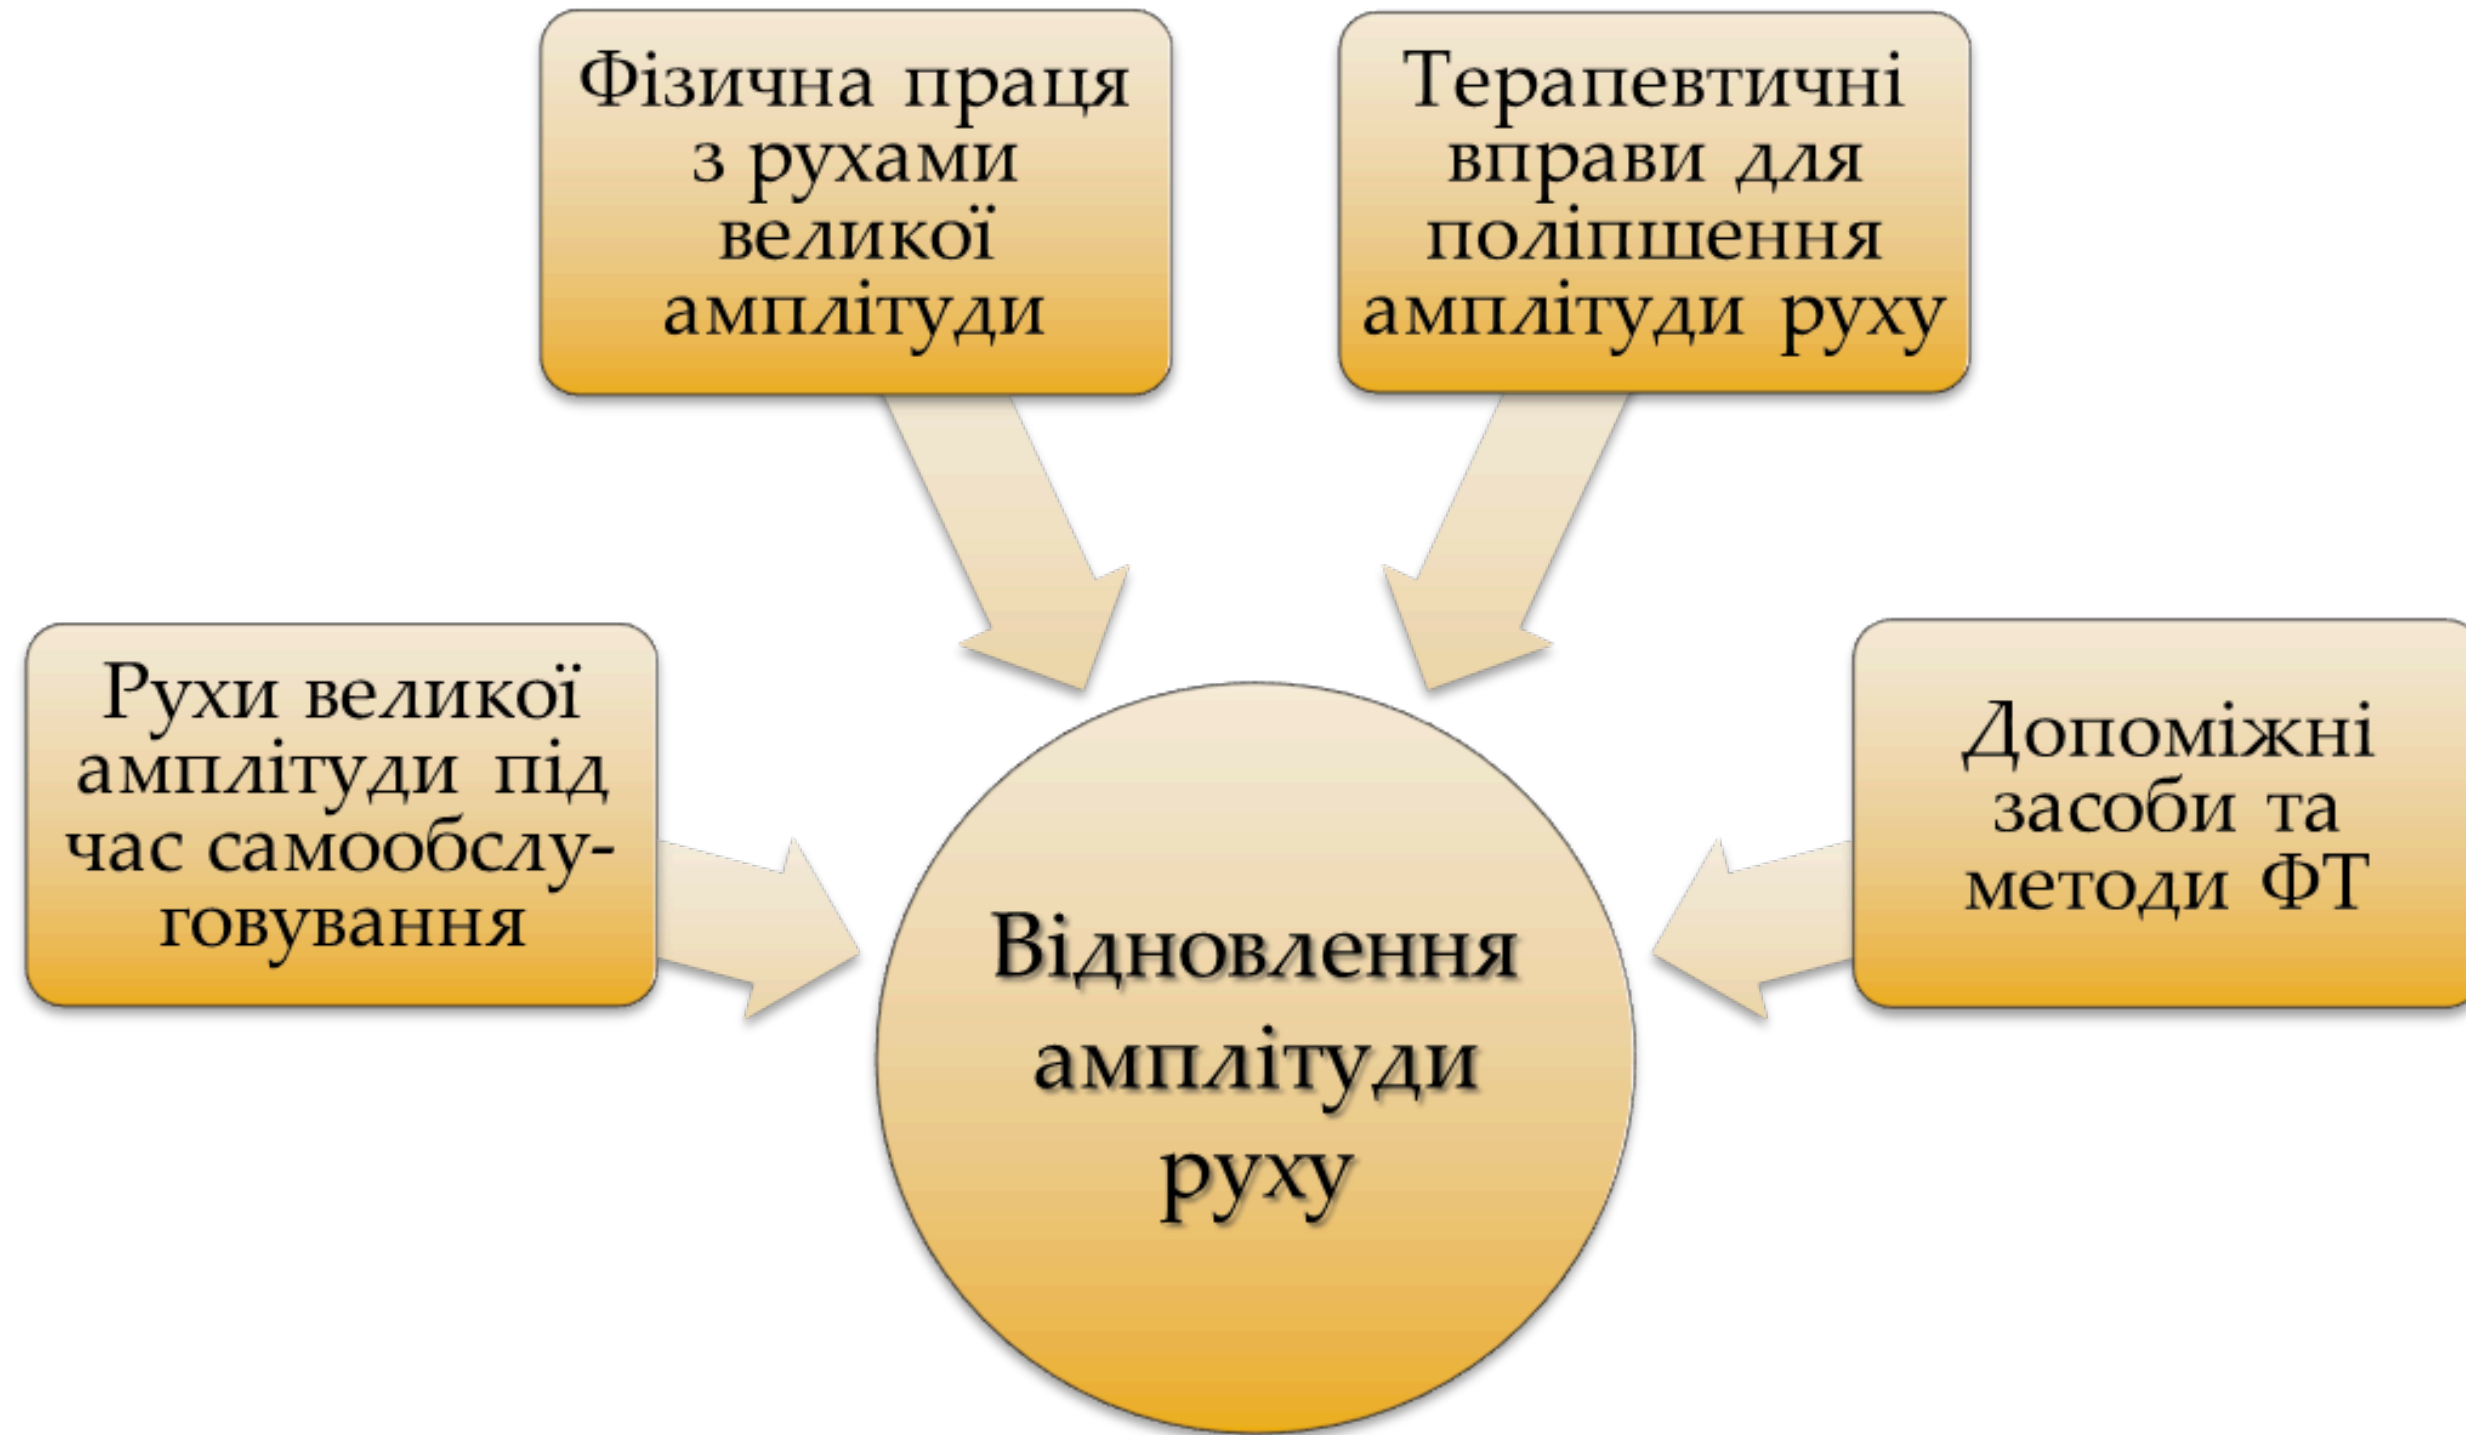 Фізична праця
з рухами
великої
амплітуди
Терапевтичні
вправи для
поліпшення
амплітуди руху
Рухи великої
амплітуди під
час самообслу-
говування
Допоміжні
засоби та
методи ФТ
Відновлення
амплітуди
руху